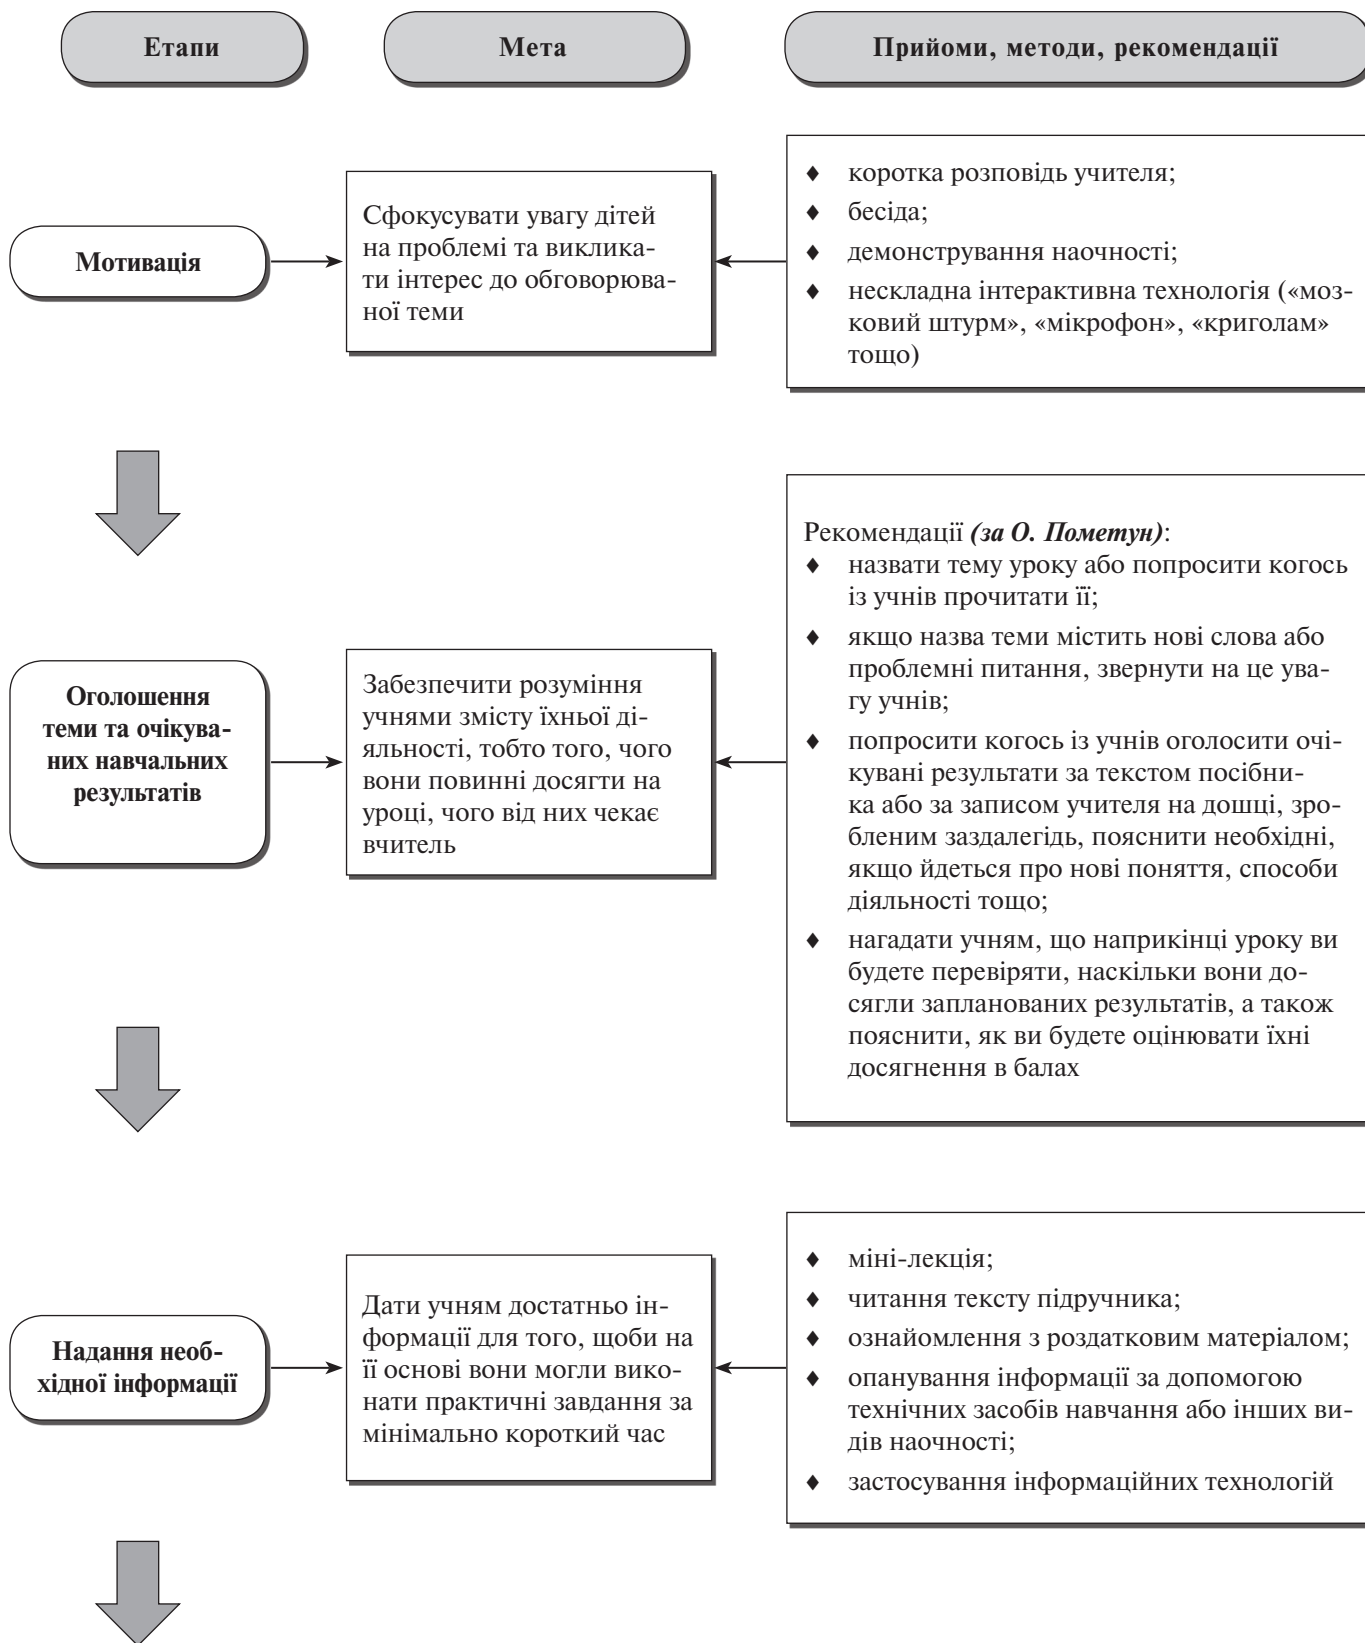 Етапи
Мета
Прийоми, методи, рекомендації
Мотивація
Сфокусувати увагу дітей
на проблемі та виклика-
ти інтерес до обговорюва-
ної теми
♦ коротка розповідь учителя;
♦ бесіда;
♦ демонстрування наочності;
♦ нескладна інтерактивна технологія («моз-
ковий штурм», «мікрофон», «криголам»
тощо)
Оголошення
теми та очікува-
них навчальних
результатів
Забезпечити розуміння
учнями змісту їхньої ді-
яльності, тобто того, чого
вони повинні досягти на
уроці, чого від них чекає
вчитель
Рекомендації (за О. Пометун):
♦ назвати тему уроку або попросити когось
із учнів прочитати її;
♦ якщо назва теми містить нові слова або
проблемні питання, звернути на це ува-
гу учнів;
♦ попросити когось із учнів оголосити очі-
кувані результати за текстом посібни-
ка або за записом учителя на дошці, зро-
бленим заздалегідь, пояснити необхідні,
якщо йдеться про нові поняття, способи
діяльності тощо;
♦ нагадати учням, що наприкінці уроку ви
будете перевіряти, наскільки вони до-
сягли запланованих результатів, а також
пояснити, як ви будете оцінювати їхні
досягнення в балах
Надання необ-
хідної інформації
Дати учням достатньо ін-
формації для того, щоби на
її основі вони могли вико-
нати практичні завдання за
мінімально короткий час
♦ міні-лекція;
♦ читання тексту підручника;
♦ ознайомлення з роздатковим матеріалом;
♦ опанування інформації за допомогою
технічних засобів навчання або інших ви-
дів наочності;
♦ застосування інформаційних технологій